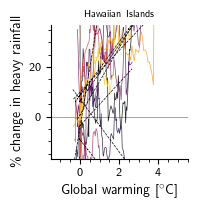 Hawaiian Islands
% change in heavy rainfall
20
0
0 2 4
Global warming [°C]